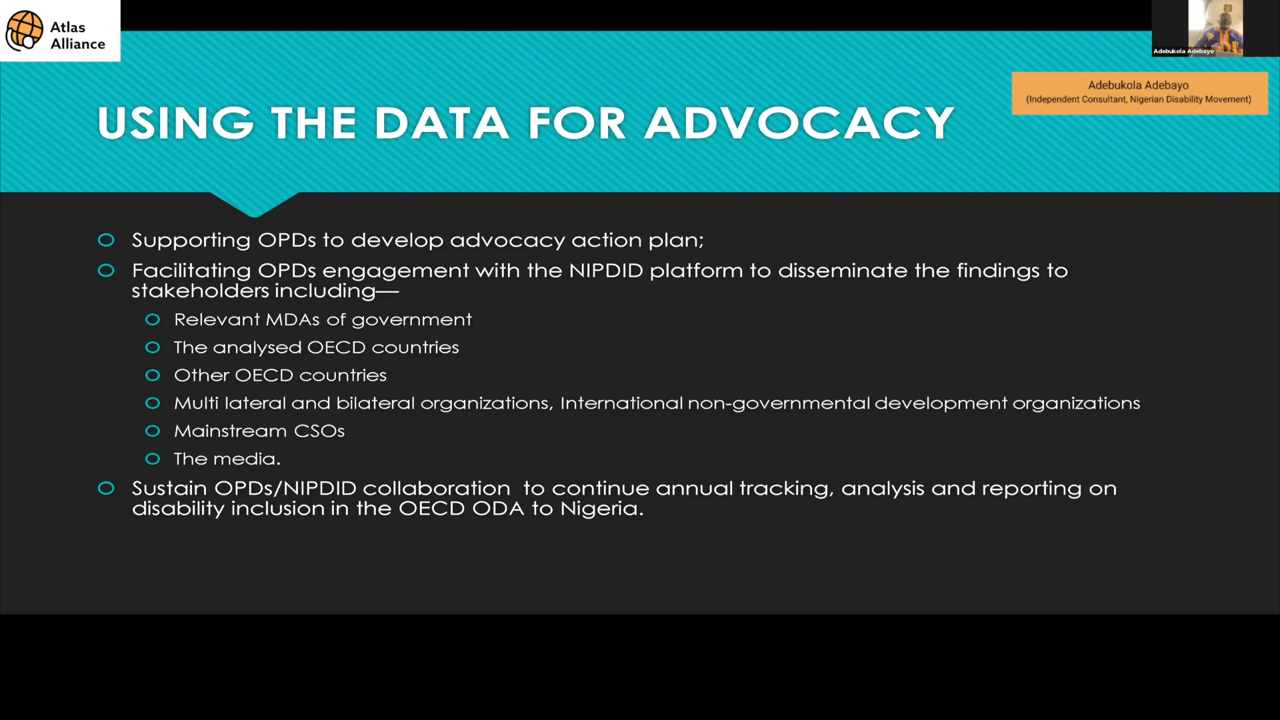 Atlas
Alliance
Adebukola Adebayo
Adebukola Adebayo
(Independent Consultant, Nigerian Disability Movement)
USING THE DATA FOR ADVOCACY
Supporting OPDs to develop advocacy action plan;
Facilitating OPDs engagement with the NIPDID platform to disseminate the findings to
stakeholders including—
Relevant MDAs of government
The analysed OECD countries
Other OECD countries
Multi lateral and bilateral organizations, International non-governmental development organizations
Mainstream CSOs
The media.
Sustain OPDs/NIPDID collaboration  to continue annual tracking, analysis and reporting on
disability inclusion in the OECD ODA to Nigeria.